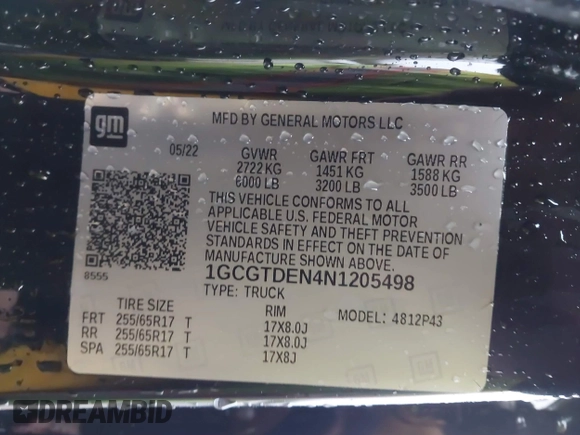 gm
MFD BY GENERAL MOTORS LLC
05/22
GVWR GAWR FRT GAWR RR
2722 KG 1451 KG 1588 KG
6000 LB 3200 LB 3500 LB
THIS VEHICLE CONFORMS TO ALL
APPLICABLE U.S. FEDERAL MOTOR
VEHICLE SAFETY AND THEFT PREVENTION
STANDARDS IN EFFECT ON THE DATE OF
MANUFACTURE SHOWN ABOVE.
8555
1GCGTDEN4N1205498
TYPE: TRUCK
TIRE SIZE RIM MODEL: 4812P43
FRT 255/65R17 T 17X8.0J
RR 255/65R17 T 17X8.0J
SPA 255/65R17 T 17X8J
DREAMBID